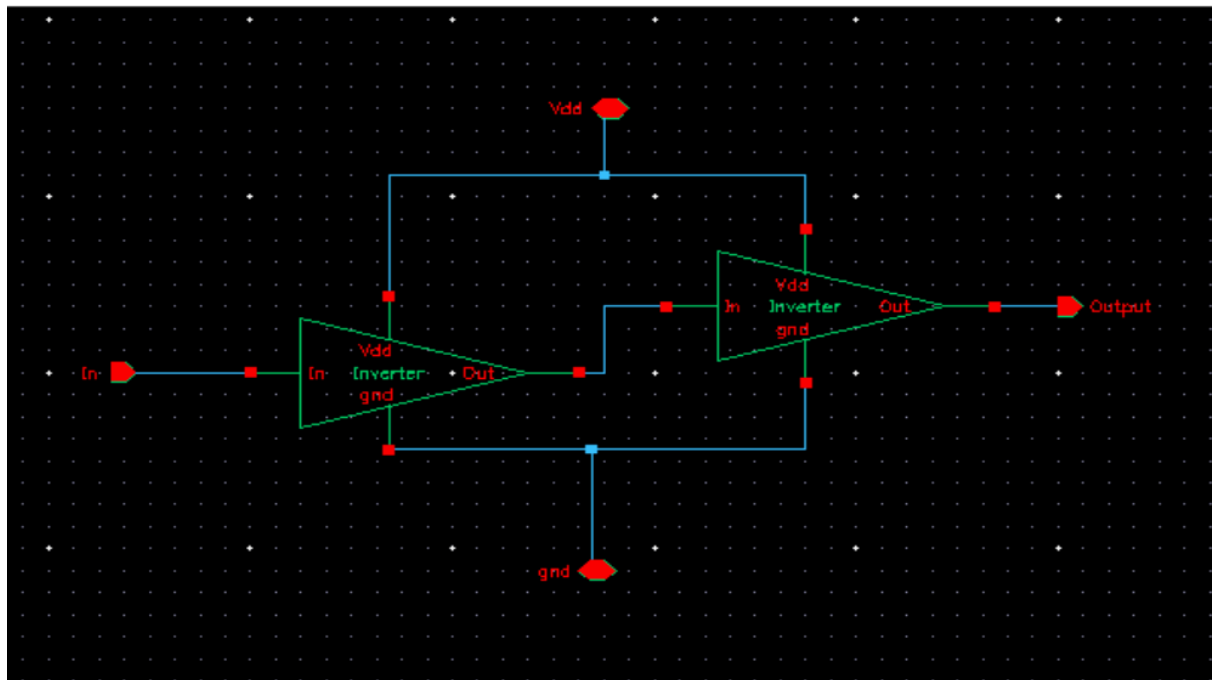 Vdd
Vdd
In Inverter Out Output
gnd
Vdd
In In Inverter Out
gnd
gnd